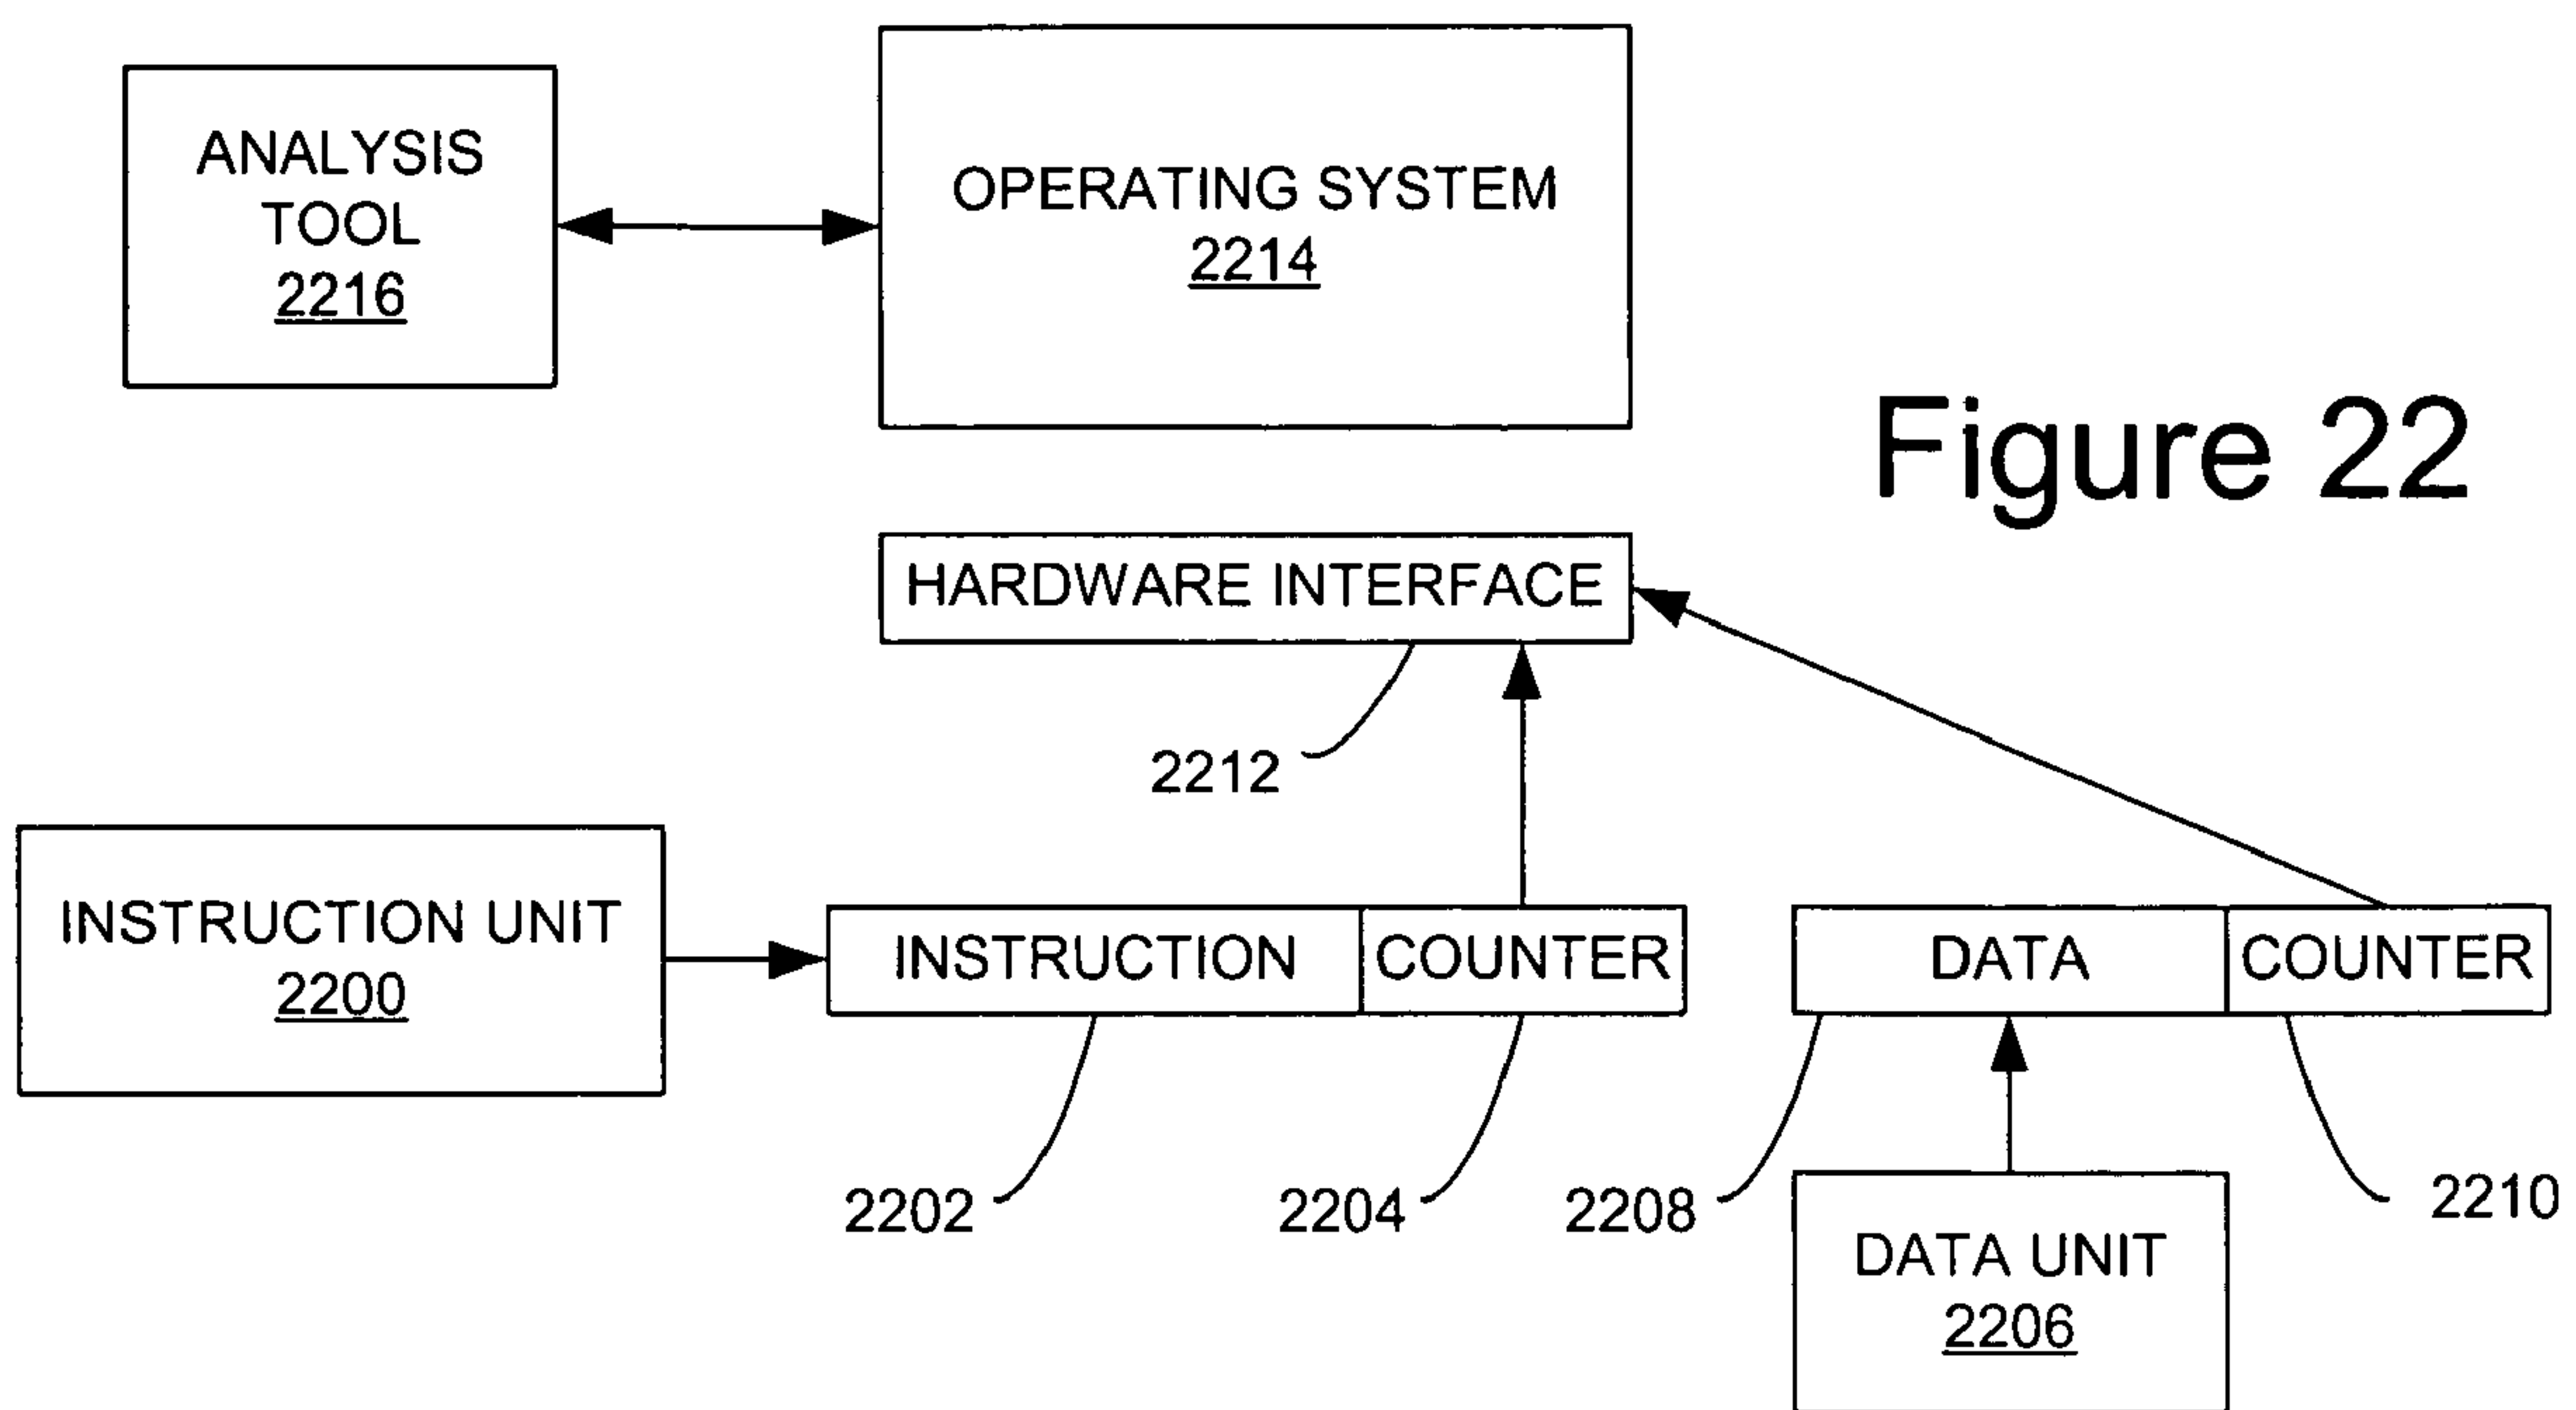 ANALYSIS
TOOL
2216
OPERATING SYSTEM
2214
Figure 22
HARDWARE INTERFACE
2212
INSTRUCTION UNIT
2200
INSTRUCTION COUNTER
DATA COUNTER
2202
2204
2208
2210
DATA UNIT
2206